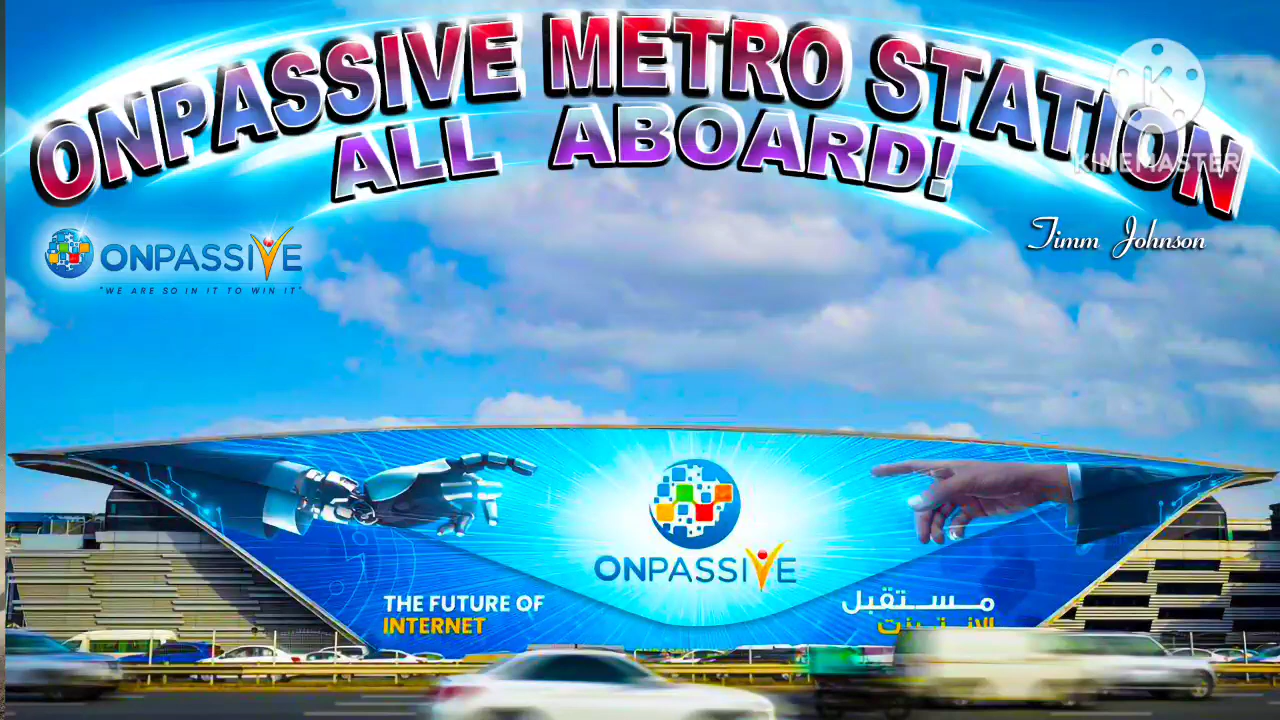 ONPASSIVE METRO STATION
ALL ABOARD!
KINEMASTER
Timm Johnson
ONPASSIVE
"WE ARE SO IN IT TO WIN IT"
ONPASSIVE
THE FUTURE OF
INTERNET
مستقبل
الإنترنت